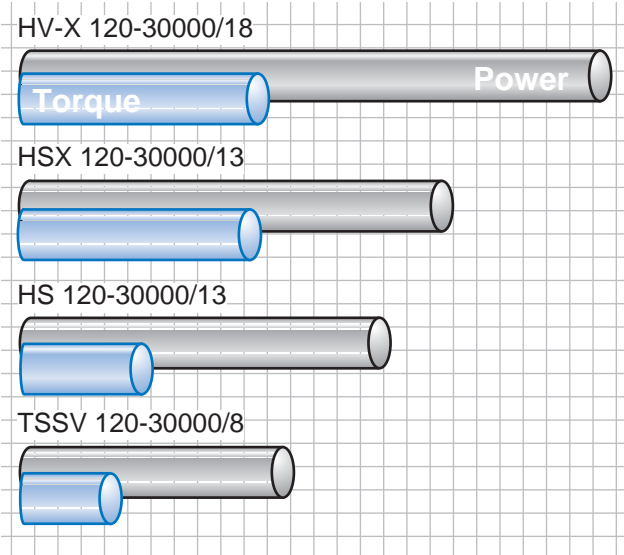 HV-X 120-30000/18
Power
Torque
HSX 120-30000/13
HS 120-30000/13
TSSV 120-30000/8